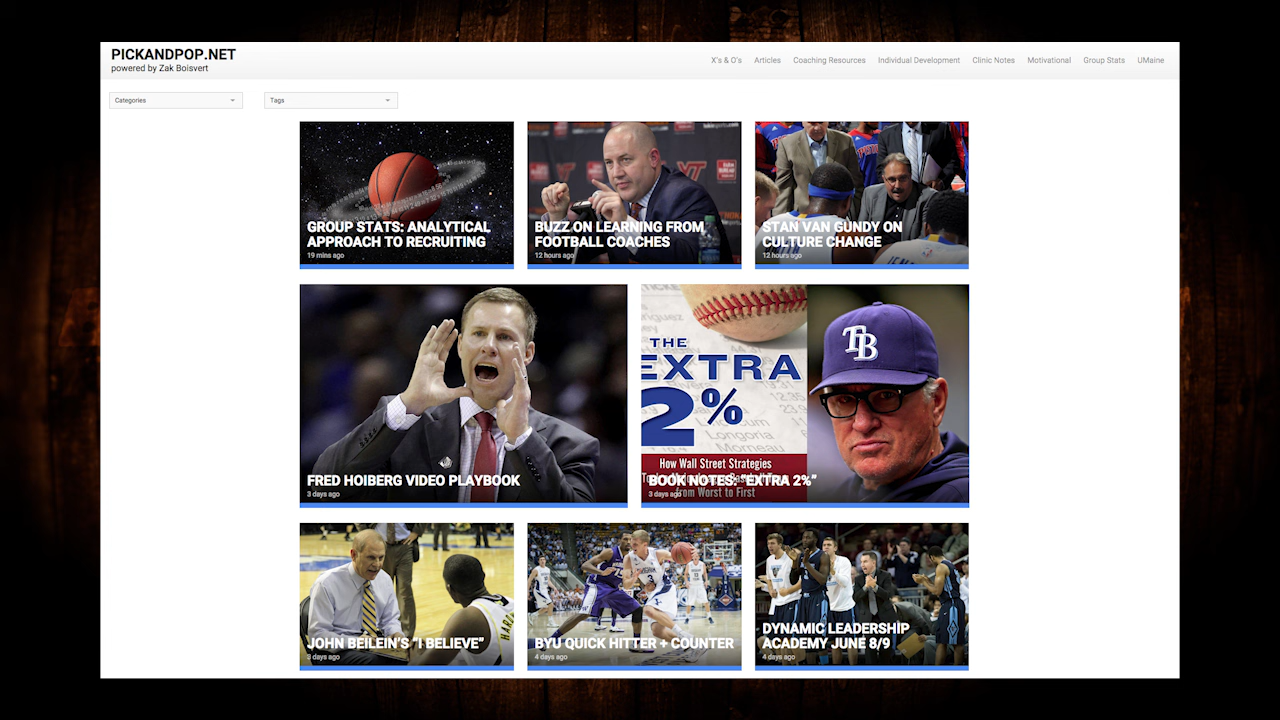 PICKANDPOP.NET
powered by Zak Boisvert
X's & O's Articles Coaching Resources Individual Development Clinic Notes Motivational Group Stats UMaine
Categories
Tags
GROUP STATS: ANALYTICAL
APPROACH TO RECRUITING
19 mins ago
BUZZ ON LEARNING FROM
FOOTBALL COACHES
12 hours ago
STAN VAN GUNDY ON
CULTURE CHANGE
12 hours ago
FRED HOIBERG VIDEO PLAYBOOK
3 days ago
THE
EXTRA
2%
Longoria
Morneau
TB
How Wall Street Strategies
from Worst to First
BOOK NOTES: "EXTRA 2%"
3 days ago
JOHN BEILEIN'S "I BELIEVE"
3 days ago
BYU QUICK HITTER + COUNTER
4 days ago
DYNAMIC LEADERSHIP
ACADEMY JUNE 8/9
4 days ago